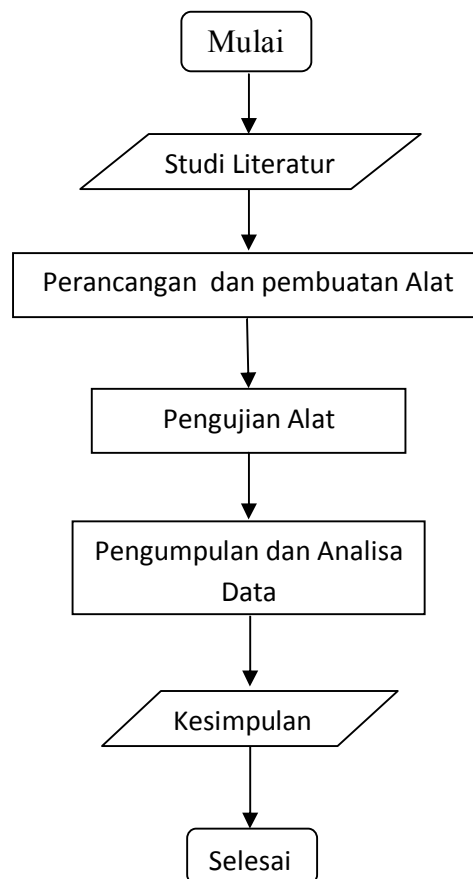 Mulai
Studi Literatur
Perancangan  dan pembuatan Alat
Pengujian Alat
Pengumpulan dan Analisa
Data
Kesimpulan
Selesai